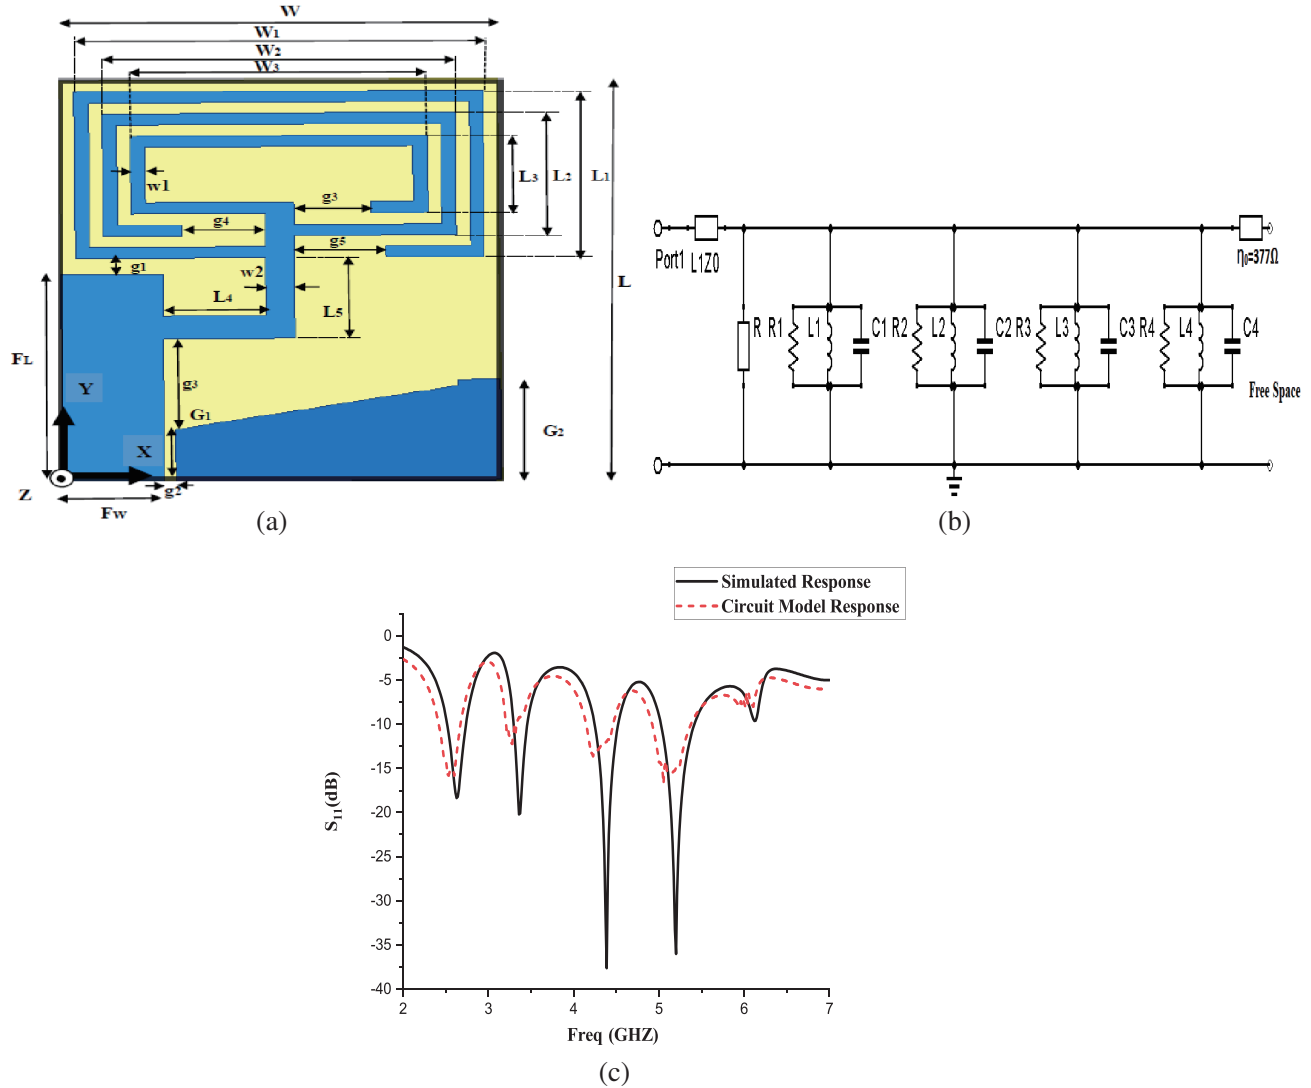 W
W1
W2
W3
w1
g3
L3
L2
L1
g4
g5
g1
w2
L
L4
L5
FL
g3
Y
G1
G2
X
Z
g2
FW
(a)
Port1
L1Z0
η0=377Ω
R R1 L1 C1 R2 L2 C2 R3 L3 C3 R4 L4 C4
Free Space
(b)
Simulated Response
Circuit Model Response
0
-5
-10
-15
-20
-25
-30
-35
-40
S11(dB)
2 3 4 5 6 7
Freq (GHZ)
(c)